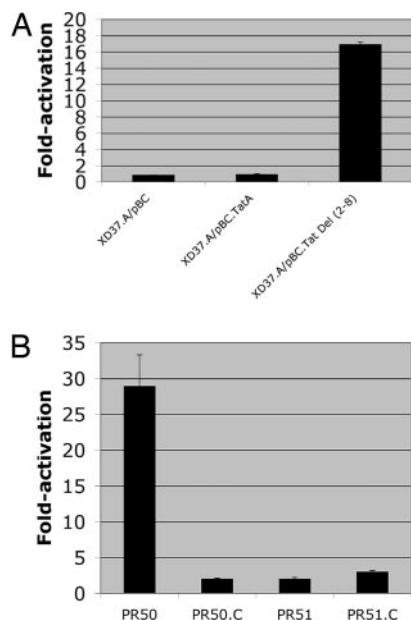 A
Fold-activation
20
18
16
14
12
10
8
6
4
2
0
XD37.A/pBC
XD37.A/pBC.TatA
XD37.A/pBC.Tat Del (2-8)
B
Fold-activation
35
30
25
20
15
10
5
0
PR50
PR50.C
PR51
PR51.C